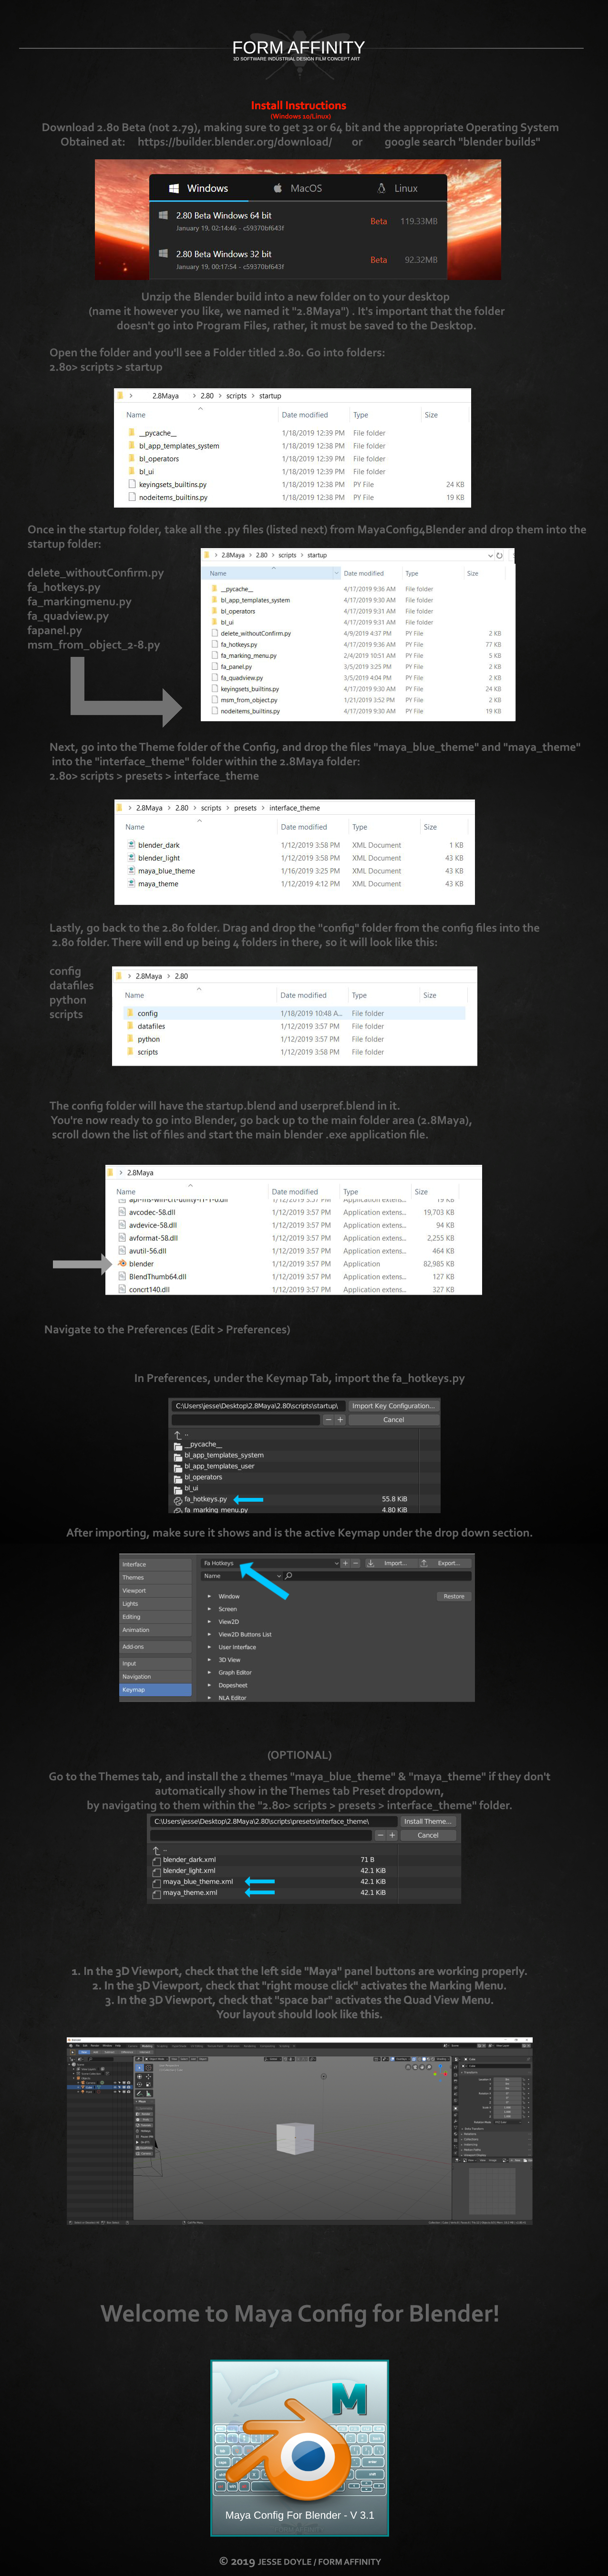 FORM AFFINITY
3D SOFTWARE INDUSTRIAL DESIGN FILM CONCEPT ART
Install Instructions
(Windows 10/Linux)
Download 2.80 Beta (not 2.79), making sure to get 32 or 64 bit and the appropriate Operating System
Obtained at: https://builder.blender.org/download/ or google search "blender builds"
Windows MacOS Linux
2.80 Beta Windows 64 bit
January 19, 02:14:46 - c59370bf643f
Beta 119.33MB
2.80 Beta Windows 32 bit
January 19, 00:17:54 - c59370bf643f
Beta 92.32MB
Unzip the Blender build into a new folder on to your desktop
(name it however you like, we named it "2.8Maya") . It's important that the folder
doesn't go into Program Files, rather, it must be saved to the Desktop.
Open the folder and you'll see a Folder titled 2.80. Go into folders:
2.80> scripts > startup
> 2.8Maya > 2.80 > scripts > startup
Name Date modified Type Size
__pycache__ 1/18/2019 12:39 PM File folder
bl_app_templates_system 1/18/2019 12:38 PM File folder
bl_operators 1/18/2019 12:39 PM File folder
bl_ui 1/18/2019 12:39 PM File folder
keyingsets_builtins.py 1/18/2019 12:38 PM PY File 24 KB
nodeitems_builtins.py 1/18/2019 12:38 PM PY File 19 KB
Once in the startup folder, take all the .py files (listed next) from MayaConfig4Blender and drop them into the
startup folder:
delete_withoutConfirm.py
fa_hotkeys.py
fa_markingmenu.py
fa_quadview.py
fapanel.py
msm_from_object_2-8.py
> 2.8Maya > 2.80 > scripts > startup
Name Date modified Type Size
__pycache__ 4/17/2019 9:36 AM File folder
bl_app_templates_system 4/17/2019 9:30 AM File folder
bl_operators 4/17/2019 9:31 AM File folder
bl_ui 4/17/2019 9:31 AM File folder
delete_withoutConfirm.py 4/9/2019 4:37 PM PY File 2 KB
fa_hotkeys.py 4/17/2019 9:36 AM PY File 77 KB
fa_marking_menu.py 2/4/2019 10:51 AM PY File 5 KB
fa_panel.py 3/5/2019 3:25 PM PY File 2 KB
fa_quadview.py 3/5/2019 4:04 PM PY File 2 KB
keyingsets_builtins.py 4/17/2019 9:30 AM PY File 24 KB
msm_from_object.py 1/21/2019 3:52 PM PY File 2 KB
nodeitems_builtins.py 4/17/2019 9:30 AM PY File 19 KB
Next, go into the Theme folder of the Config, and drop the files "maya_blue_theme" and "maya_theme"
into the "interface_theme" folder within the 2.8Maya folder:
2.80> scripts > presets > interface_theme
> 2.8Maya > 2.80 > scripts > presets > interface_theme
Name Date modified Type Size
blender_dark 1/12/2019 3:58 PM XML Document 1 KB
blender_light 1/12/2019 3:58 PM XML Document 43 KB
maya_blue_theme 1/16/2019 3:25 PM XML Document 43 KB
maya_theme 1/12/2019 4:12 PM XML Document 43 KB
Lastly, go back to the 2.80 folder. Drag and drop the "config" folder from the config files into the
2.80 folder. There will end up being 4 folders in there, so it will look like this:
config
datafiles
python
scripts
> 2.8Maya > 2.80
Name Date modified Type Size
config 1/18/2019 10:48 A... File folder
datafiles 1/12/2019 3:57 PM File folder
python 1/12/2019 3:57 PM File folder
scripts 1/12/2019 3:58 PM File folder
The config folder will have the startup.blend and userpref.blend in it.
You're now ready to go into Blender, go back up to the main folder area (2.8Maya),
scroll down the list of files and start the main blender .exe application file.
> 2.8Maya
Name Date modified Type Size
api-ms-win-crt-utility-l1-1-0.dll 1/12/2019 3:57 PM Application extens... 19 KB
avcodec-58.dll 1/12/2019 3:57 PM Application extens... 19,703 KB
avdevice-58.dll 1/12/2019 3:57 PM Application extens... 94 KB
avformat-58.dll 1/12/2019 3:57 PM Application extens... 2,255 KB
avutil-56.dll 1/12/2019 3:57 PM Application extens... 464 KB
blender 1/12/2019 3:57 PM Application 82,985 KB
BlendThumb64.dll 1/12/2019 3:57 PM Application extens... 127 KB
concrt140.dll 1/12/2019 3:57 PM Application extens... 327 KB
Navigate to the Preferences (Edit > Preferences)
In Preferences, under the Keymap Tab, import the fa_hotkeys.py
C:\Users\jesse\Desktop\2.8Maya\2.80\scripts\startup\ Import Key Configuration...
Cancel
..
__pycache__
bl_app_templates_system
bl_app_templates_user
bl_operators
bl_ui
fa_hotkeys.py 55.8 KiB
fa_marking_menu.py 4.80 KiB
After importing, make sure it shows and is the active Keymap under the drop down section.
Interface
Themes
Viewport
Lights
Editing
Animation
Add-ons
Input
Navigation
Keymap
Fa Hotkeys Import... Export...
Name
Window Restore
Screen
View2D
View2D Buttons List
User Interface
3D View
Graph Editor
Dopesheet
NLA Editor
(OPTIONAL)
Go to the Themes tab, and install the 2 themes "maya_blue_theme" & "maya_theme" if they don't
automatically show in the Themes tab Preset dropdown,
by navigating to them within the "2.80> scripts > presets > interface_theme" folder.
C:\Users\jesse\Desktop\2.8Maya\2.80\scripts\presets\interface_theme\ Install Theme...
Cancel
..
blender_dark.xml 71 B
blender_light.xml 42.1 KiB
maya_blue_theme.xml 42.1 KiB
maya_theme.xml 42.1 KiB
1. In the 3D Viewport, check that the left side "Maya" panel buttons are working properly.
2. In the 3D Viewport, check that "right mouse click" activates the Marking Menu.
3. In the 3D Viewport, check that "space bar" activates the Quad View Menu.
Your layout should look like this.
Welcome to Maya Config for Blender!
M
Maya Config For Blender - V 3.1
© 2019 JESSE DOYLE / FORM AFFINITY